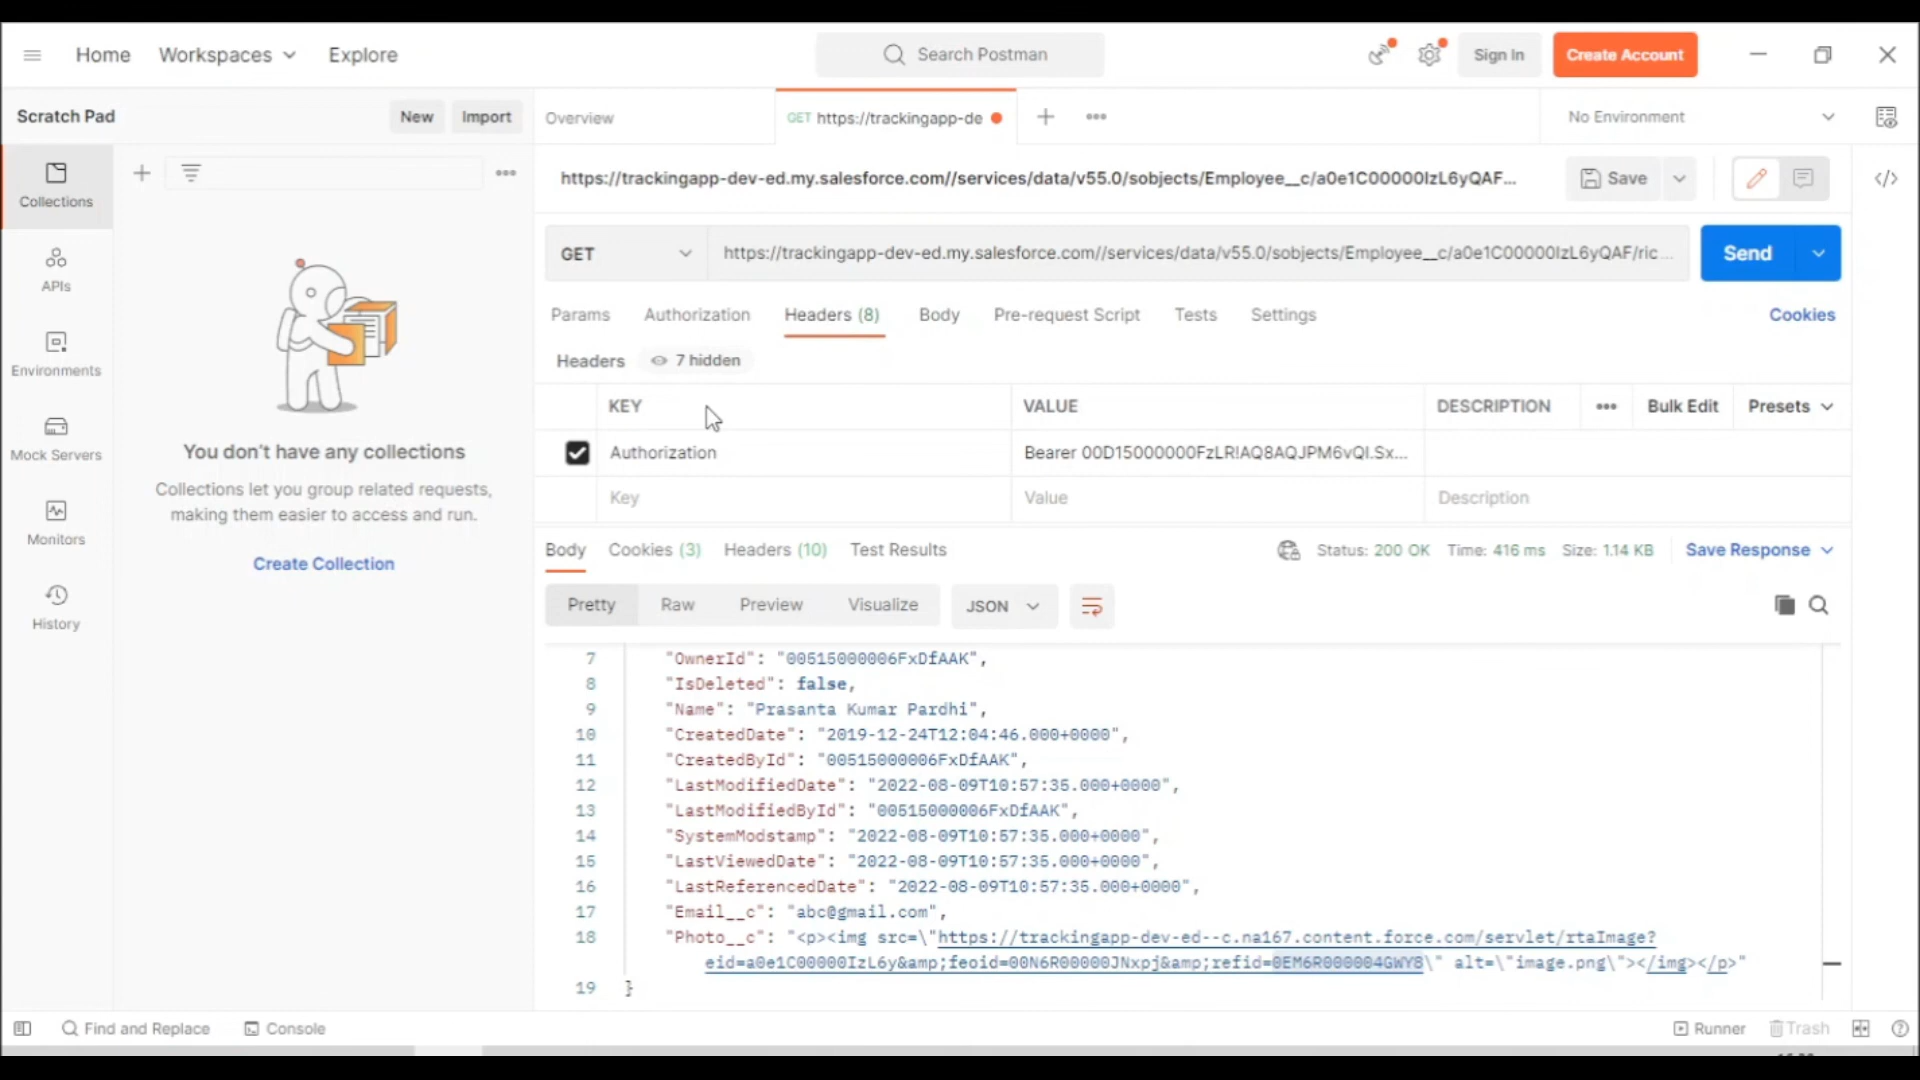 Home Workspaces Explore Search Postman Sign In Create Account
Scratch Pad New Import Overview GET https://trackingapp-de No Environment
https://trackingapp-dev-ed.my.salesforce.com//services/data/v55.0/sobjects/Employee__c/a0e1C00000IzL6yQAF... Save
Collections
GET https://trackingapp-dev-ed.my.salesforce.com//services/data/v55.0/sobjects/Employee__c/a0e1C00000IzL6yQAF/ric... Send
APIs
Params Authorization Headers (8) Body Pre-request Script Tests Settings Cookies
Environments
Headers 7 hidden
KEY VALUE DESCRIPTION Bulk Edit Presets
Mock Servers
You don't have any collections
Authorization Bearer 00D15000000FzLR!AQ8AQJPM6vQI.Sx...
Collections let you group related requests,
making them easier to access and run.
Key Value Description
Monitors
Create Collection
Body Cookies (3) Headers (10) Test Results Status: 200 OK Time: 416 ms Size: 1.14 KB Save Response
History
Pretty Raw Preview Visualize JSON
7 "OwnerId": "00515000006FxDfAAK",
8 "IsDeleted": false,
9 "Name": "Prasanta Kumar Pardhi",
10 "CreatedDate": "2019-12-24T12:04:46.000+0000",
11 "CreatedById": "00515000006FxDfAAK",
12 "LastModifiedDate": "2022-08-09T10:57:35.000+0000",
13 "LastModifiedById": "00515000006FxDfAAK",
14 "SystemModstamp": "2022-08-09T10:57:35.000+0000",
15 "LastViewedDate": "2022-08-09T10:57:35.000+0000",
16 "LastReferencedDate": "2022-08-09T10:57:35.000+0000",
17 "Email__c": "abc@gmail.com",
18 "Photo__c": "<p><img src=\"https://trackingapp-dev-ed--c.na167.content.force.com/servlet/rtaImage?
eid=a0e1C00000IzL6y&amp;feoid=00N6R00000JNxpj&amp;refid=0EM6R000004GWY8\" alt=\"image.png\"></img></p>"
19 }
Find and Replace Console Runner Trash